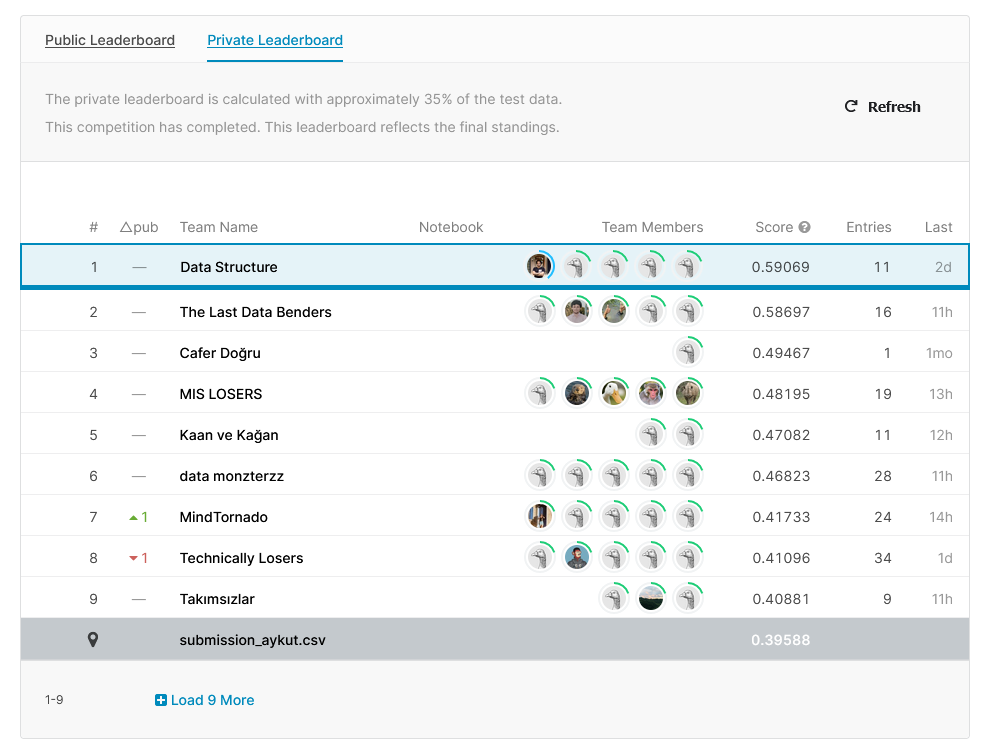 Public Leaderboard Private Leaderboard
The private leaderboard is calculated with approximately 35% of the test data.
This competition has completed. This leaderboard reflects the final standings.
Refresh
# △pub Team Name Notebook Team Members Score ? Entries Last
1 — Data Structure 0.59069 11 2d
2 — The Last Data Benders 0.58697 16 11h
3 — Cafer Doğru 0.49467 1 1mo
4 — MIS LOSERS 0.48195 19 13h
5 — Kaan ve Kağan 0.47082 11 12h
6 — data monzterzz 0.46823 28 11h
7 ▲1 MindTornado 0.41733 24 14h
8 ▼1 Technically Losers 0.41096 34 1d
9 — Takımsızlar 0.40881 9 11h
submission_aykut.csv 0.39588
1-9 Load 9 More